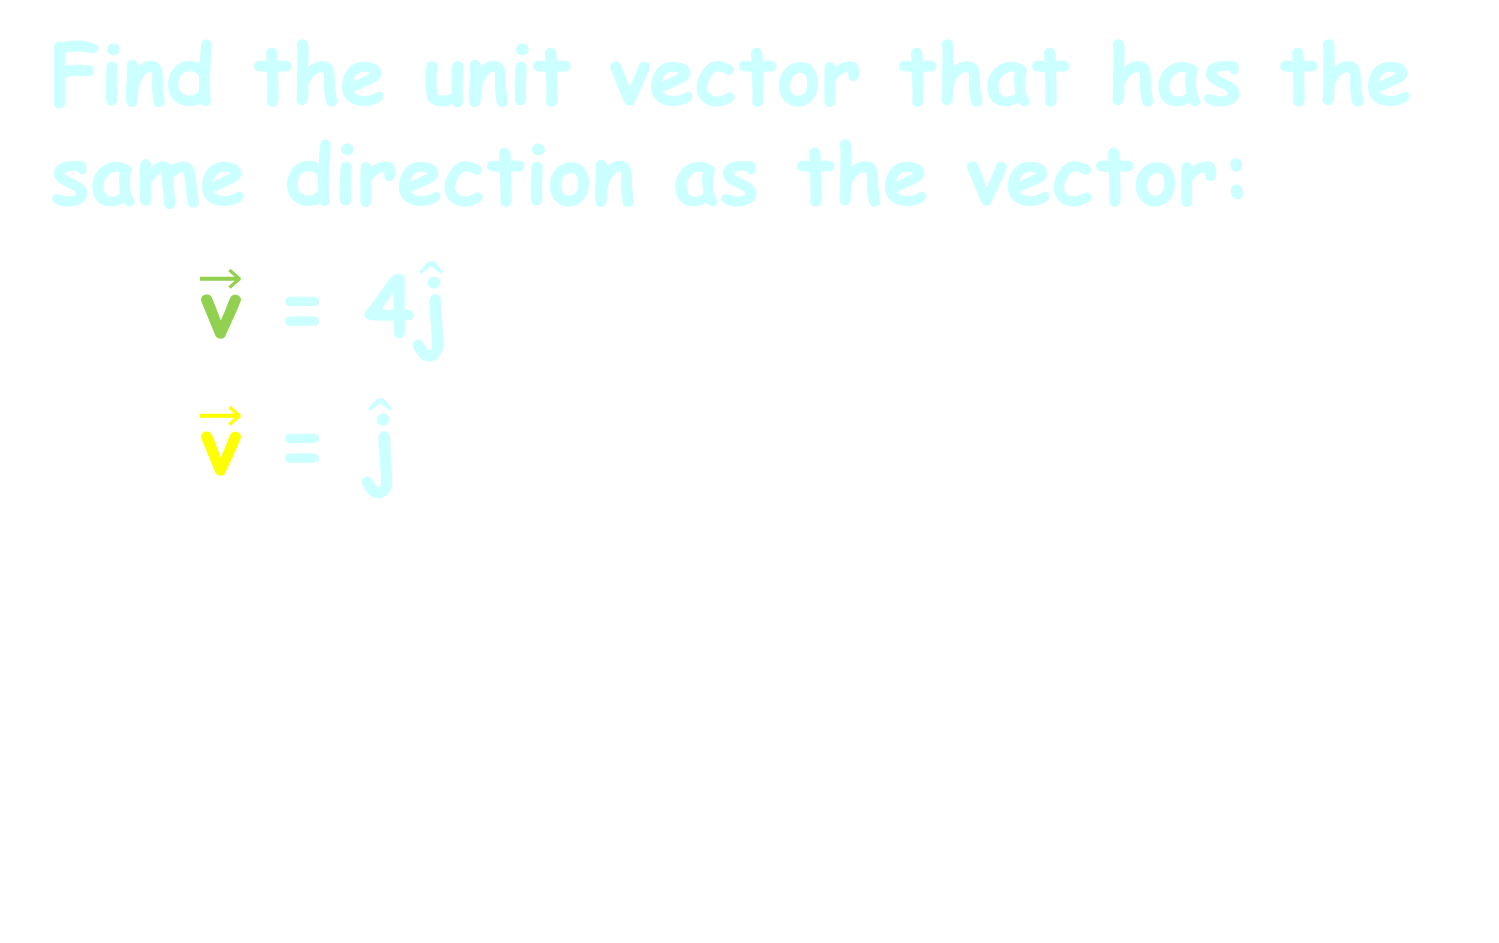 Find the unit vector that has the
same direction as the vector:
v⃗ = 4ĵ
v⃗ = ĵ